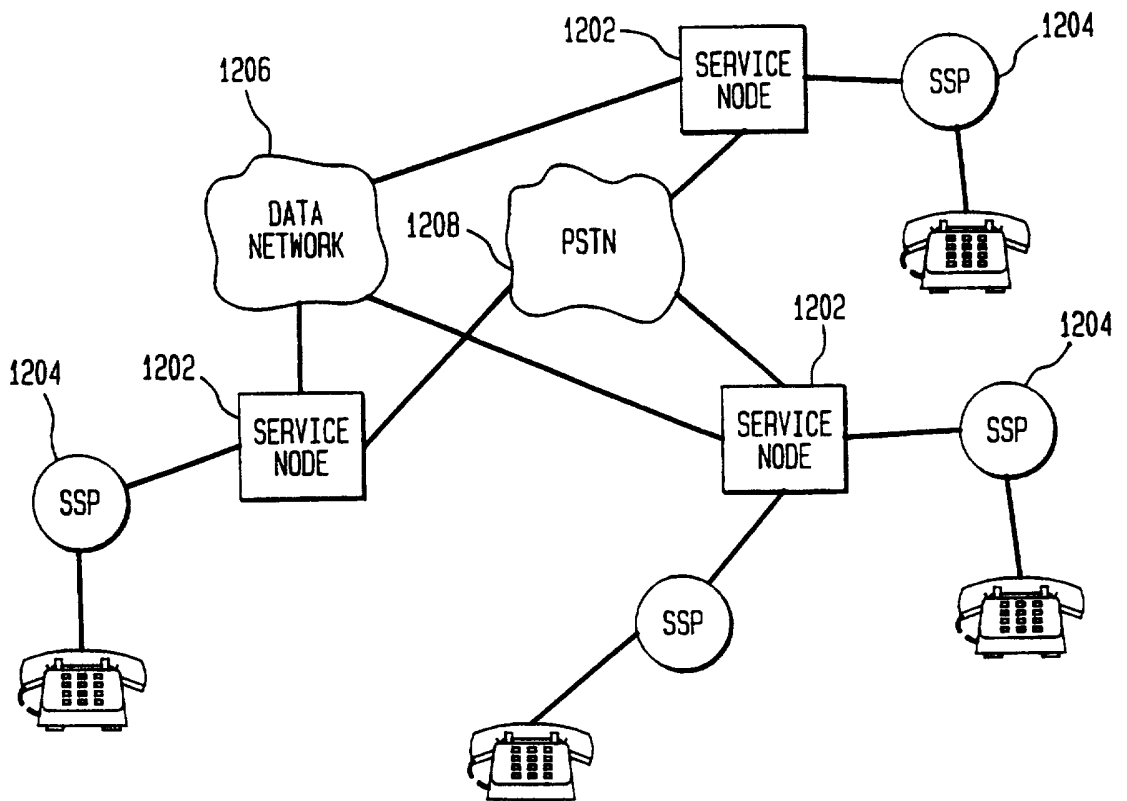 1202
1204
SERVICE
NODE
SSP
1206
DATA
NETWORK
1208
PSTN
1204
1202
SERVICE
NODE
1202
SERVICE
NODE
1204
SSP
SSP
SSP